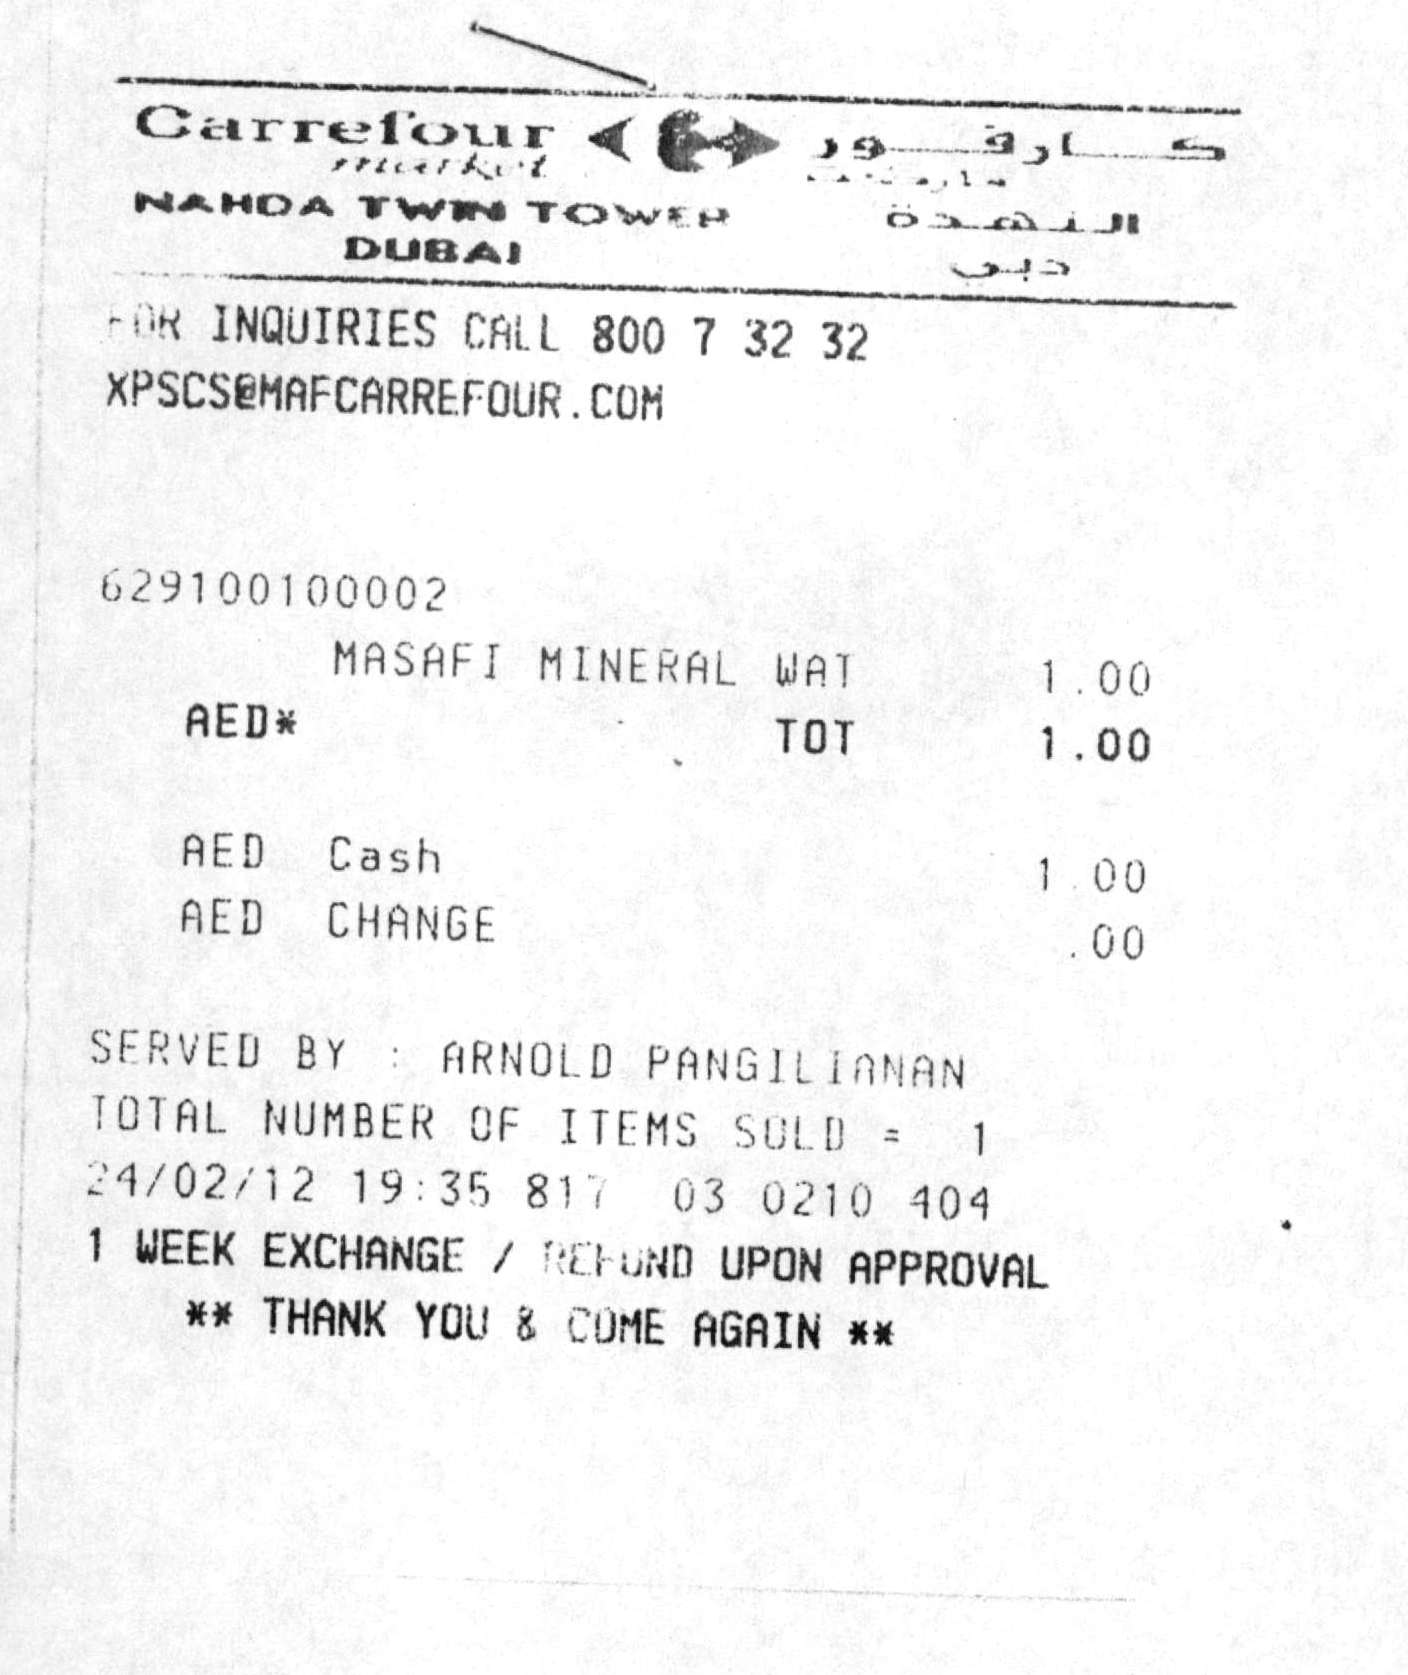 Carrefour كارفور
market ماركت
NAHDA TWIN TOWER النهدة
DUBAI دبي
FOR INQUIRIES CALL 800 7 32 32
XPSCS@MAFCARREFOUR.COM
629100100002
MASAFI MINERAL WAT 1.00
AED* TOT 1.00
AED Cash 1.00
AED CHANGE .00
SERVED BY : ARNOLD PANGILIANAN
TOTAL NUMBER OF ITEMS SOLD = 1
24/02/12 19:35 817 03 0210 404
1 WEEK EXCHANGE / REFUND UPON APPROVAL
** THANK YOU & COME AGAIN **